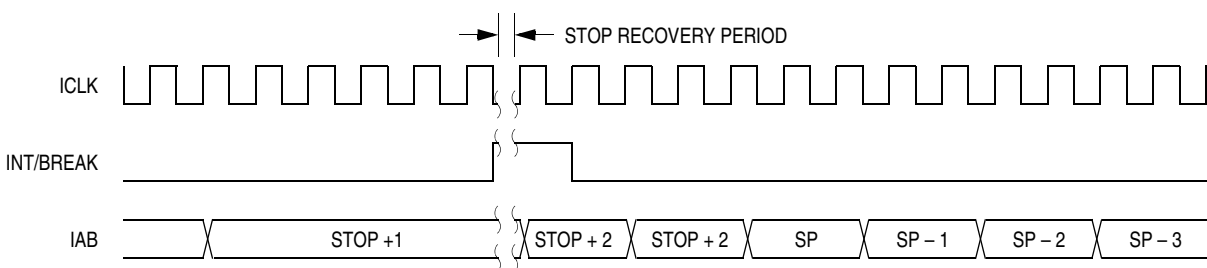 STOP RECOVERY PERIOD
ICLK
INT/BREAK
IAB STOP +1 STOP + 2 STOP + 2 SP SP – 1 SP – 2 SP – 3